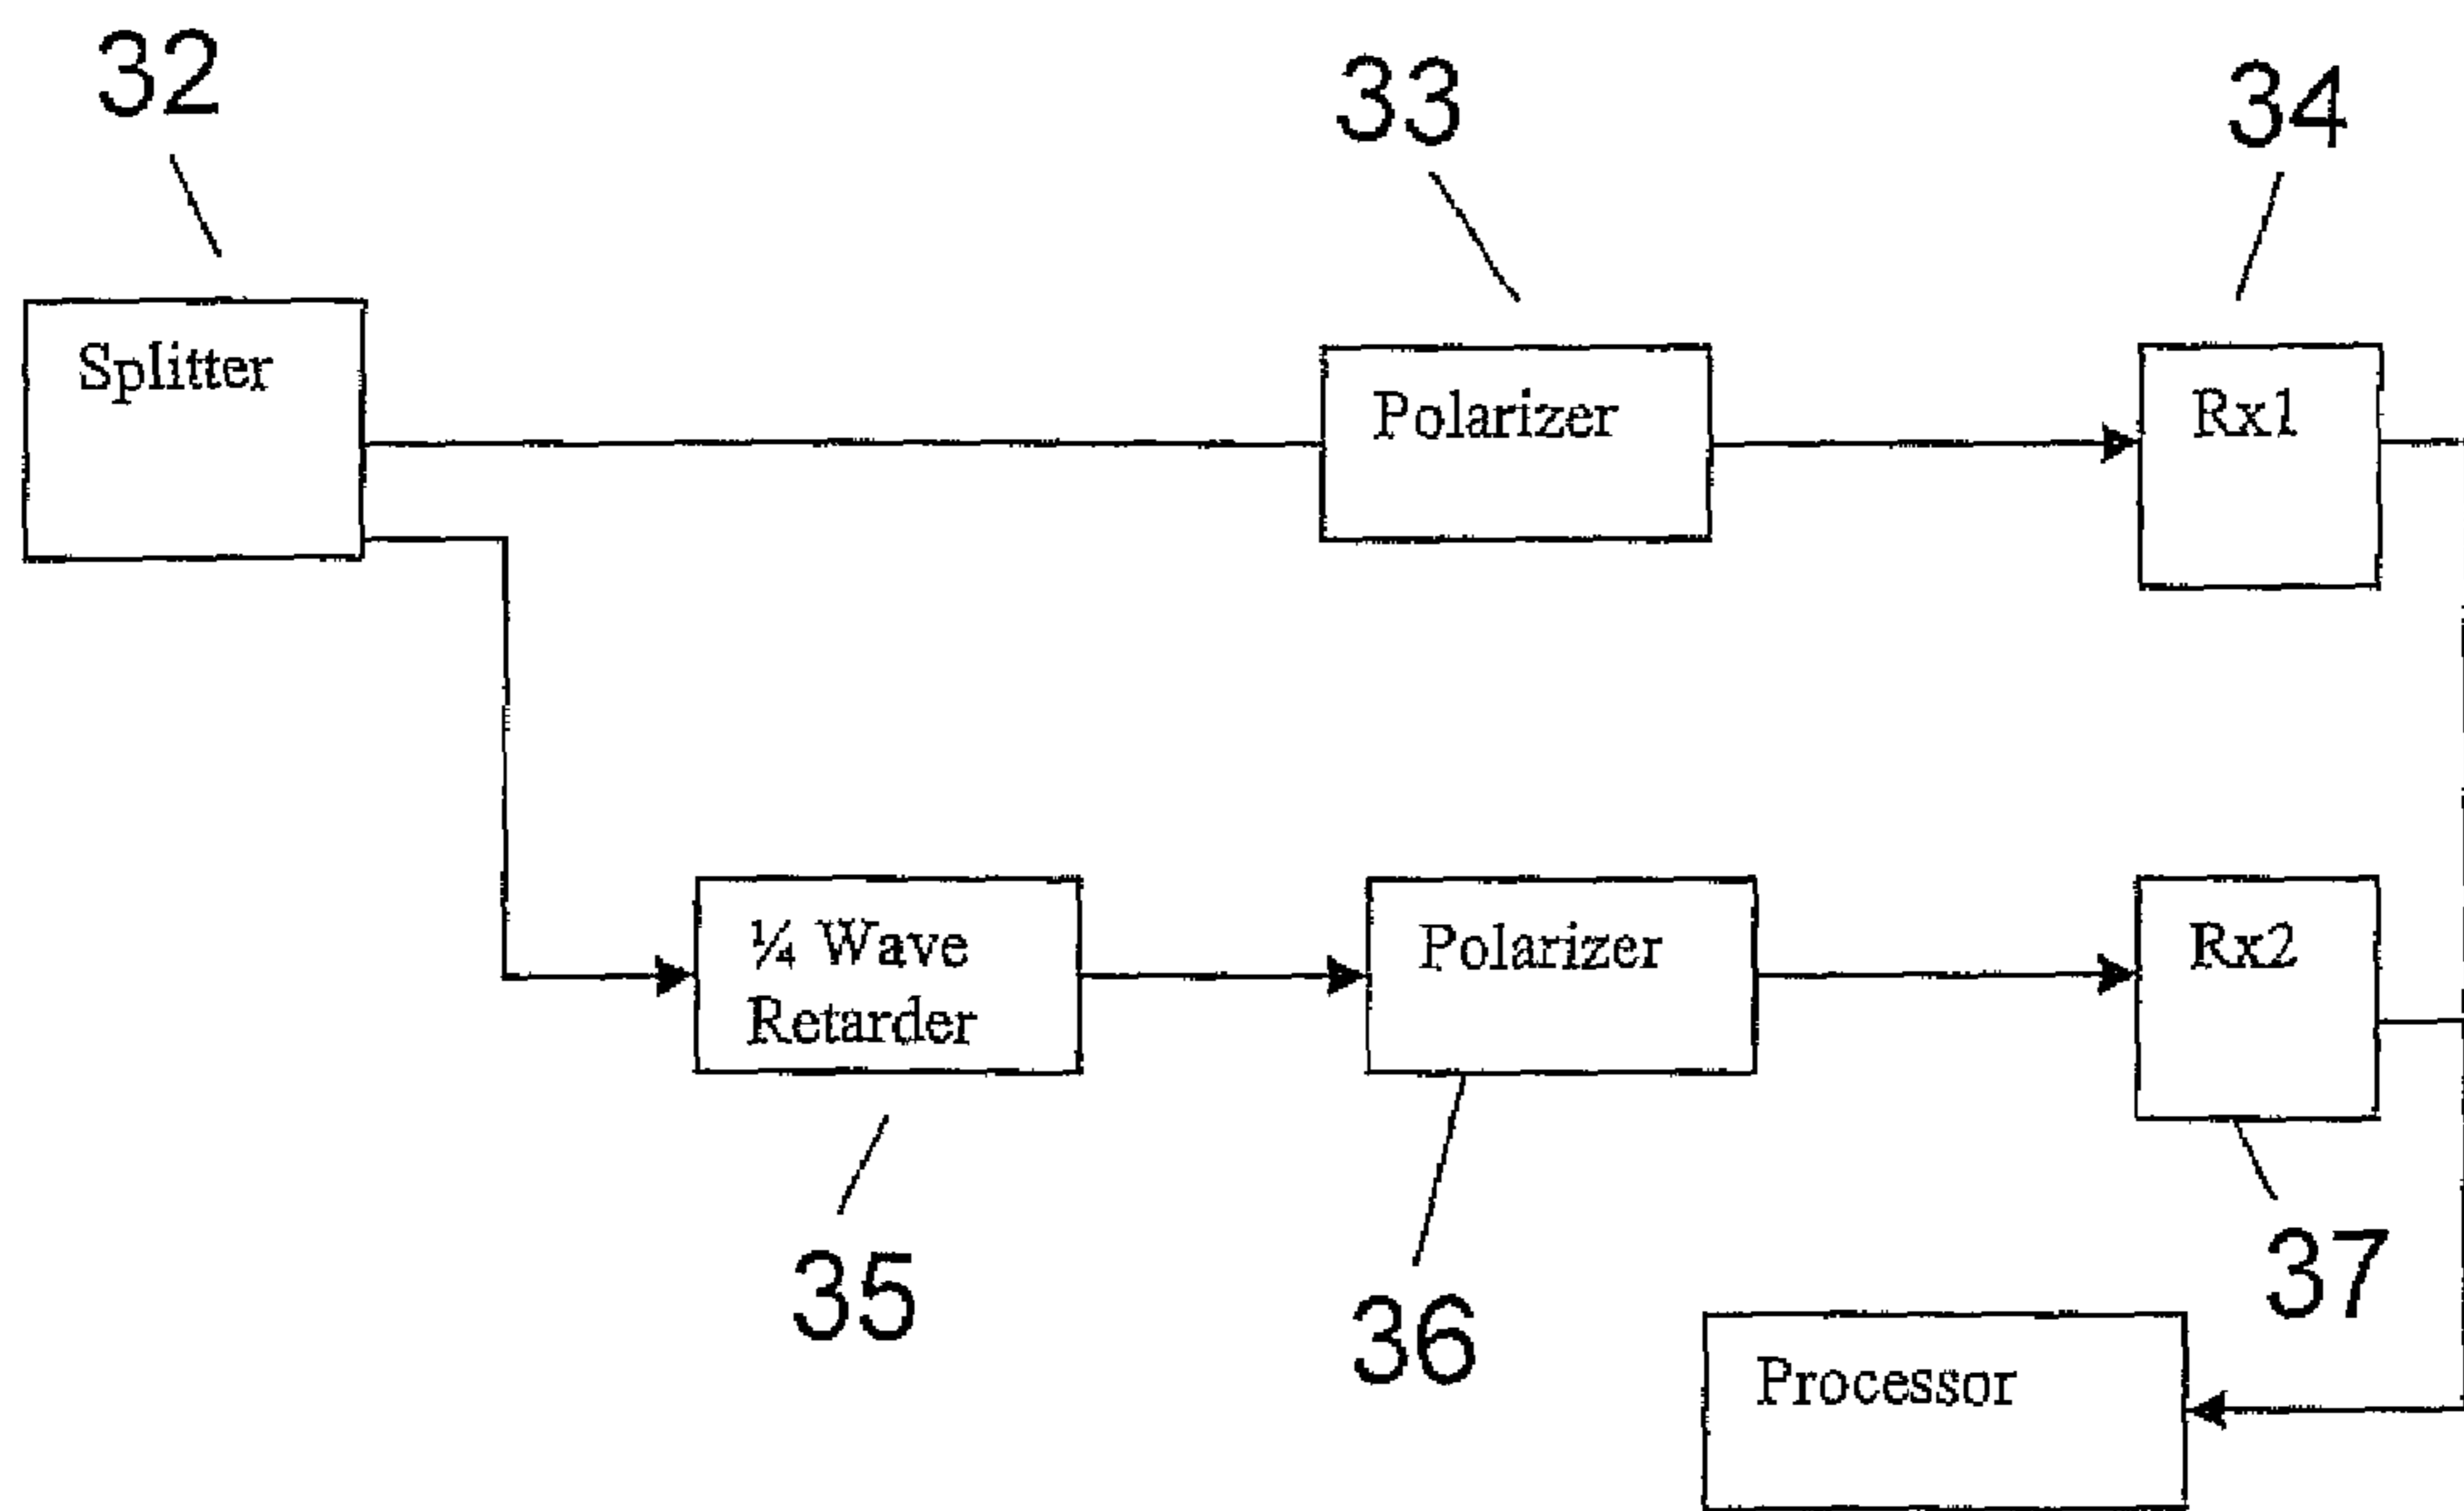 32
33
34
Splitter
Polarizer
Rx1
¼ Wave
Retarder
Polarizer
Rx2
35
36
37
Processor